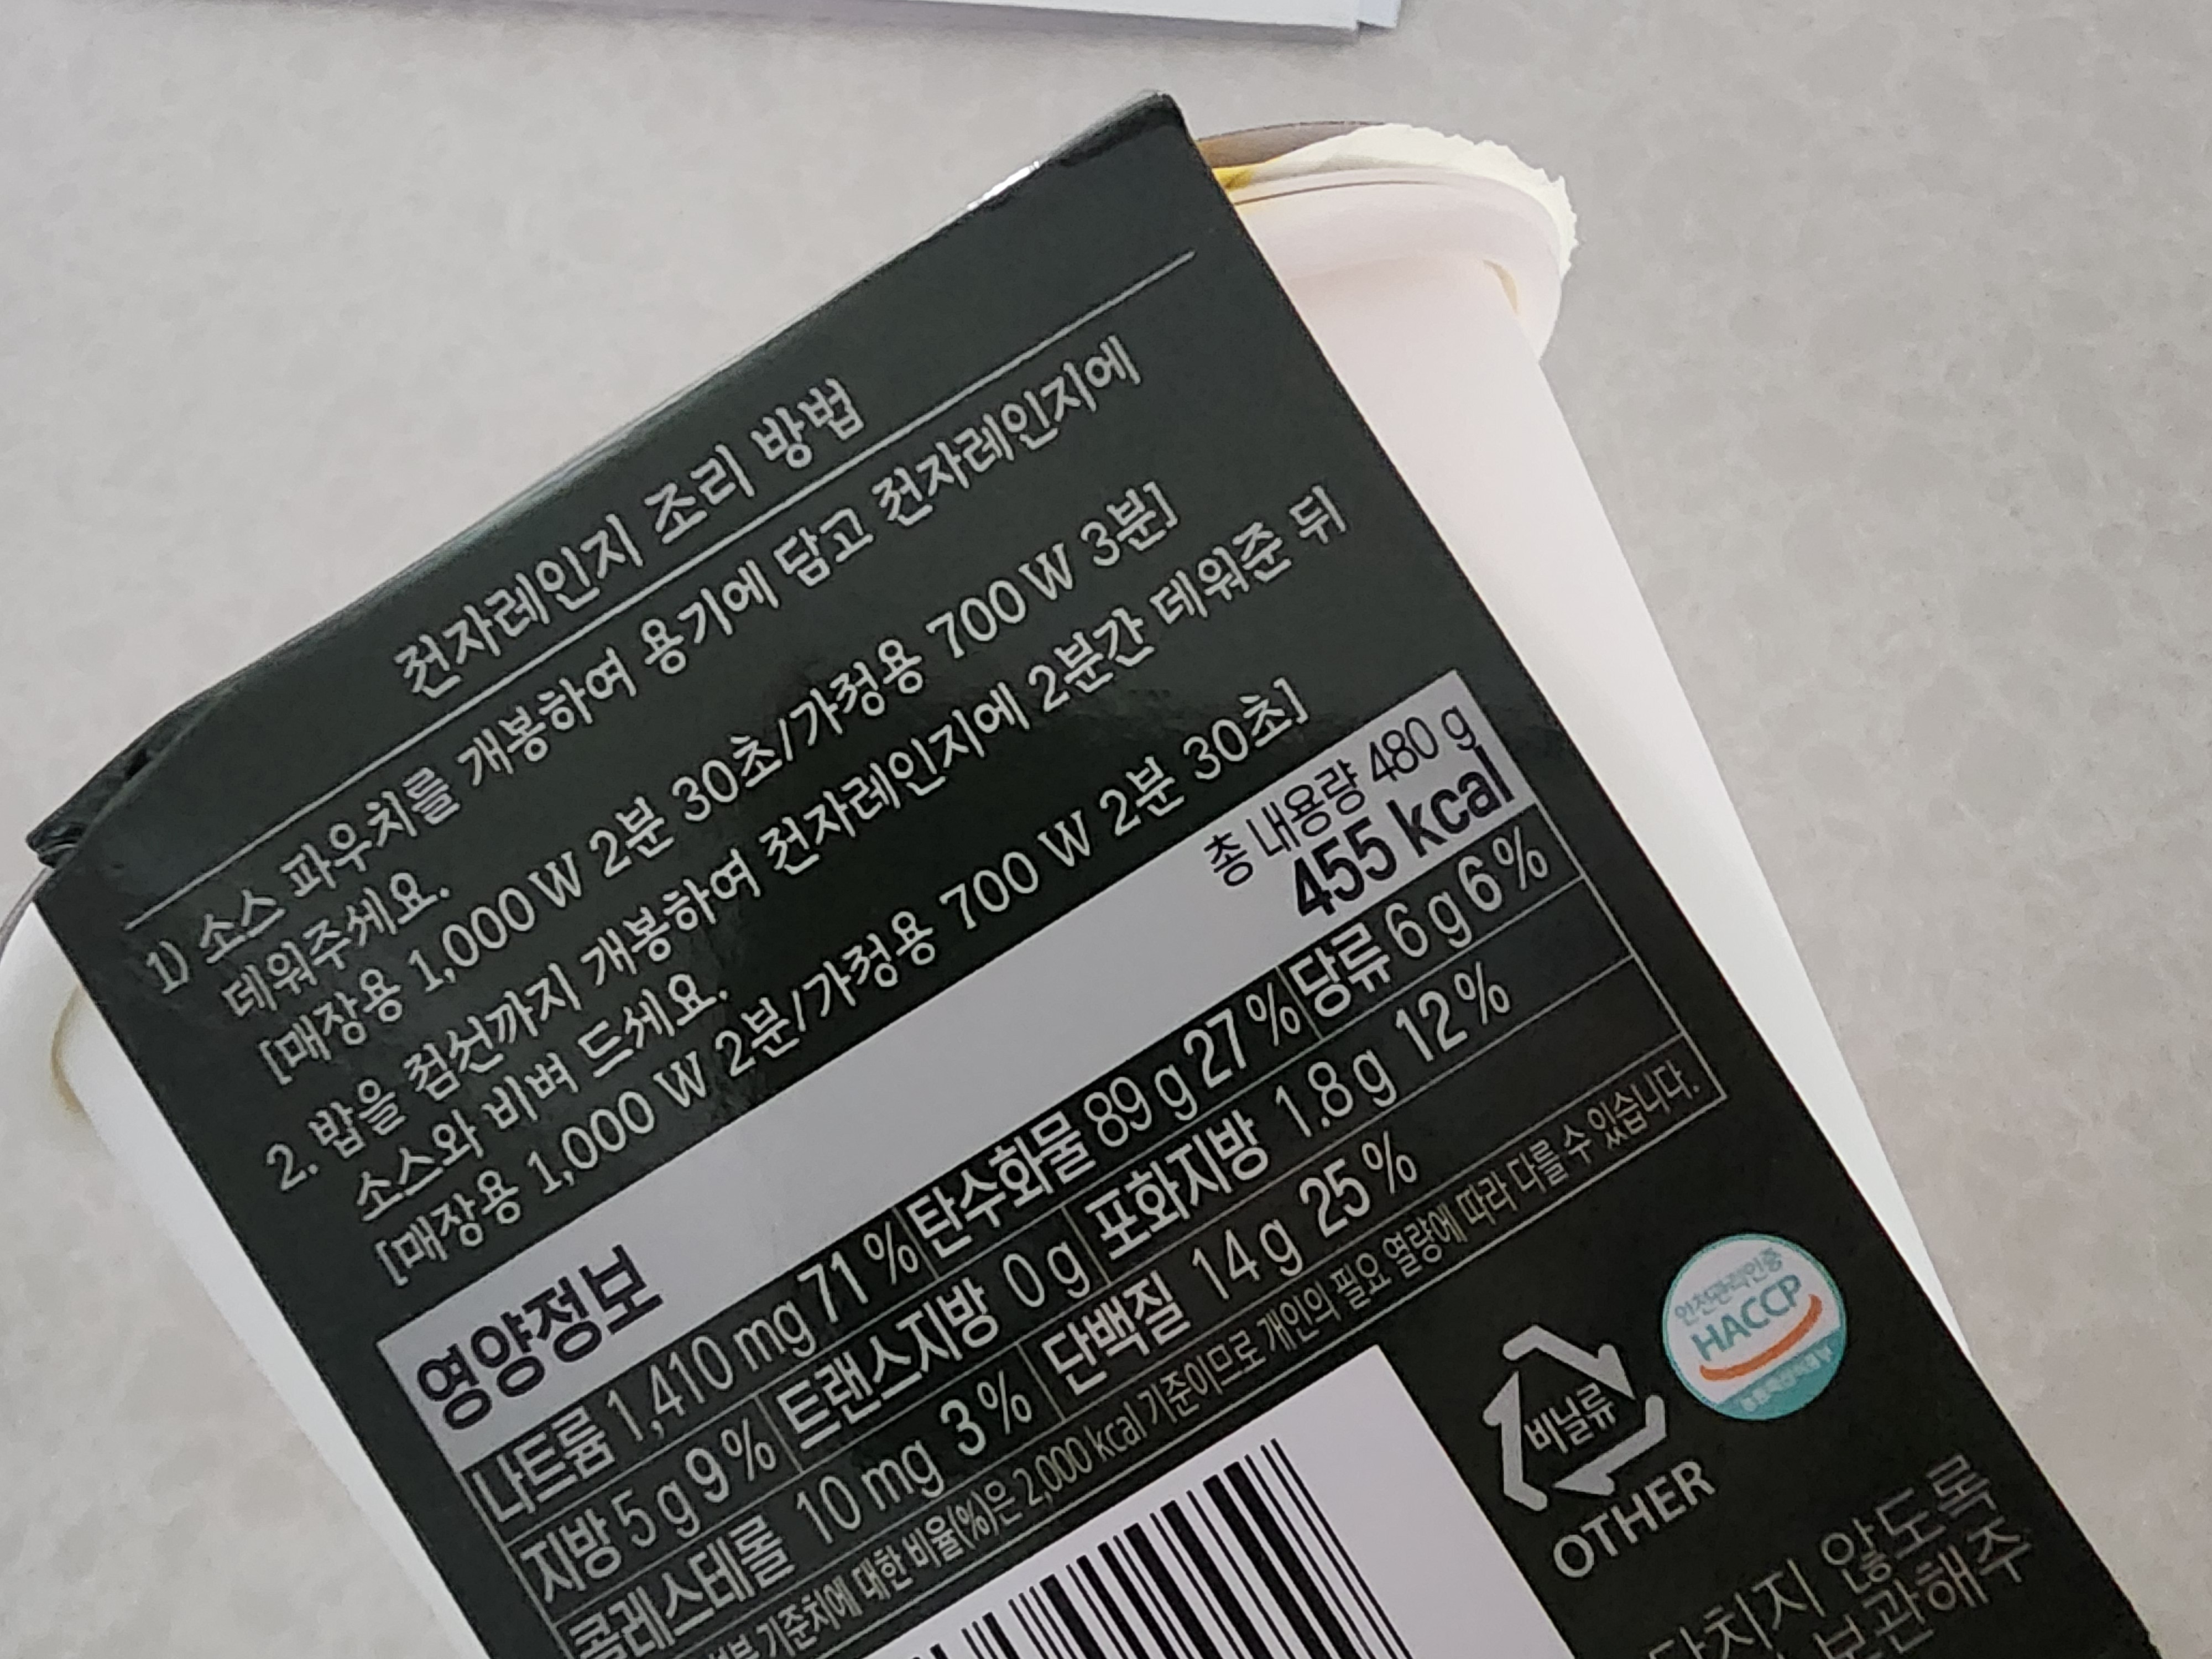 전자레인지 조리 방법
1) 소스 파우치를 개봉하여 용기에 담고 전자레인지에
데워주세요.
[매장용 1,000 W 2분 30초/가정용 700 W 3분]
2. 밥을 점선까지 개봉하여 전자레인지에 2분간 데워준 뒤
소스와 비벼 드세요.
[매장용 1,000 W 2분/가정용 700 W 2분 30초]
영양정보
총 내용량 480 g
455 kcal
나트륨 1,410 mg 71 % 탄수화물 89 g 27 % 당류 6 g 6 %
지방 5 g 9 % 트랜스지방 0 g 포화지방 1.8 g 12 %
콜레스테롤 10 mg 3 % 단백질 14 g 25 %
기준치에 대한 비율(%)은 2,000 kcal 기준이므로 개인의 필요 열량에 따라 다를 수 있습니다.
비닐류
OTHER
안전관리인증
HACCP
않도록
보관해주